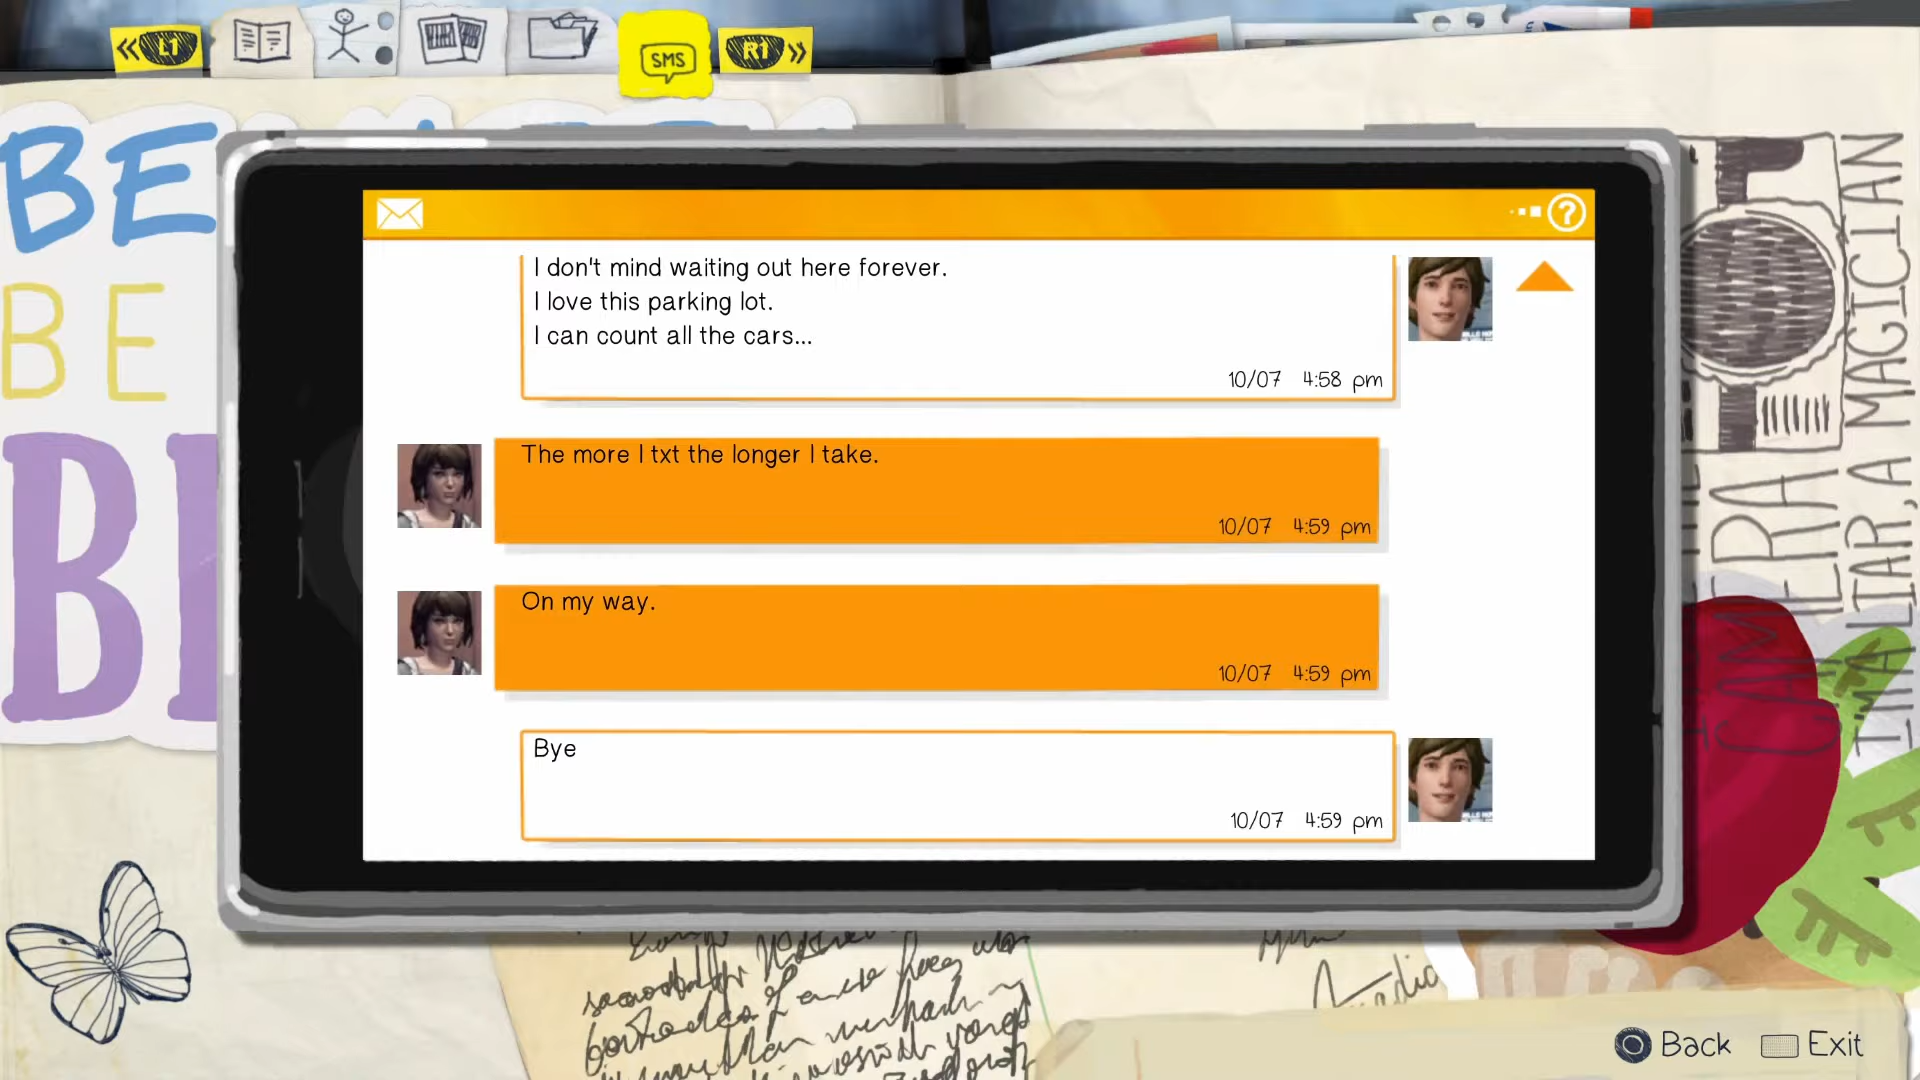 L1
SMS
R1
BE
BE
I don't mind waiting out here forever.
I love this parking lot.
I can count all the cars...
10/07 4:58 pm
The more I txt the longer I take.
10/07 4:59 pm
On my way.
10/07 4:59 pm
Bye
10/07 4:59 pm
?
CAMERA
LIAR, A MAGICIAN
Back
Exit